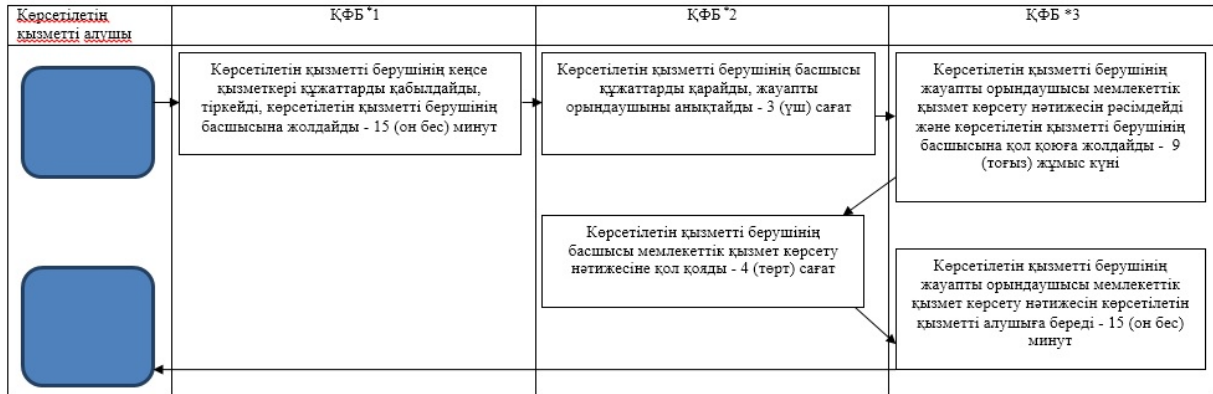 Көрсетілетін
қызметті алушы
ҚФБ *1
ҚФБ *2
ҚФБ *3
Көрсетілетін қызметті берушінің кеңсе
қызметкері құжаттарды қабылдайды,
тіркейді, көрсетілетін қызметті берушінің
басшысына жолдайды - 15 (он бес) минут
Көрсетілетін қызметті берушінің басшысы
құжаттарды қарайды, жауапты
орындаушыны анықтайды - 3 (үш) сағат
Көрсетілетін қызметті берушінің
жауапты орындаушысы мемлекеттік
қызмет көрсету нәтижесін рәсімдейді
және көрсетілетін қызметті берушінің
басшысына қол қоюға жолдайды - 9
(тоғыз) жұмыс күні
Көрсетілетін қызметті берушінің
басшысы мемлекеттік қызмет көрсету
нәтижесіне қол қояды - 4 (төрт) сағат
Көрсетілетін қызметті берушінің
жауапты орындаушысы мемлекеттік
қызмет көрсету нәтижесін көрсетілетін
қызметті алушыға береді - 15 (он бес)
минут